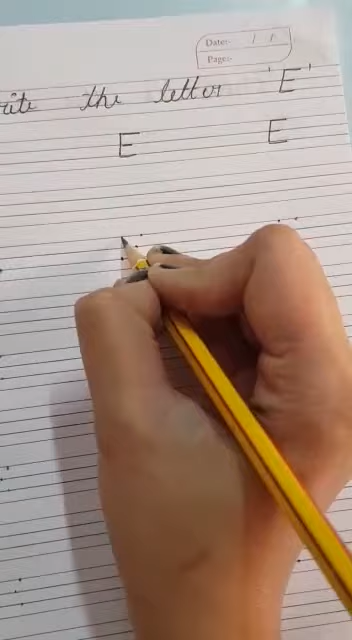 Date:- / /
Page:-
the letter 'E'
E E